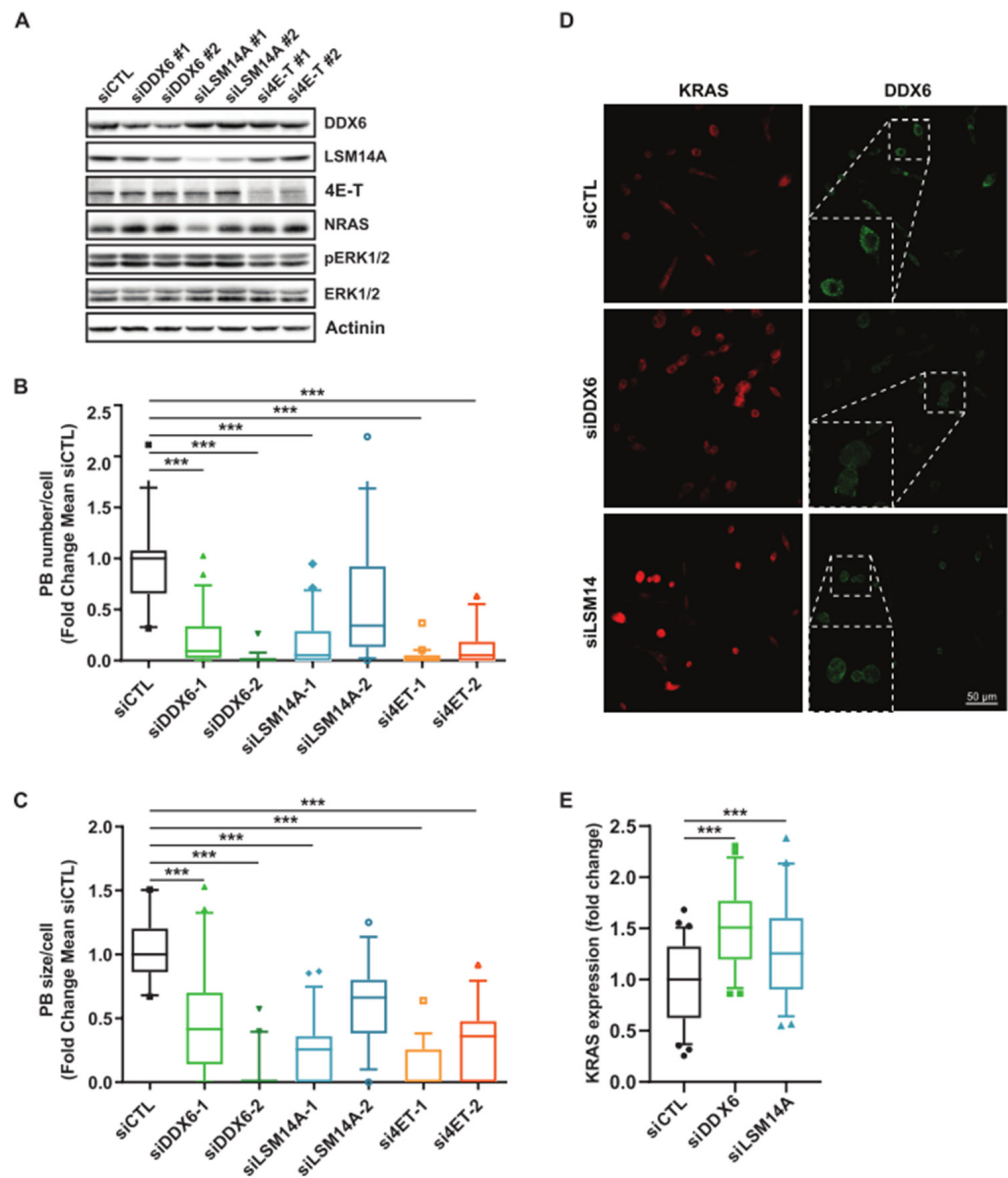 A
siCTL
siDDX6 #1
siDDX6 #2
siLSM14A #1
siLSM14A #2
si4E-T #1
si4E-T #2
DDX6
LSM14A
4E-T
NRAS
pERK1/2
ERK1/2
Actinin
B
PB number/cell
(Fold Change Mean siCTL)
2.5
2.0
1.5
1.0
0.5
0.0
***
***
***
***
***
siCTL
siDDX6-1
siDDX6-2
siLSM14A-1
siLSM14A-2
si4ET-1
si4ET-2
C
PB size/cell
(Fold Change Mean siCTL)
2.0
1.5
1.0
0.5
0.0
***
***
***
***
***
siCTL
siDDX6-1
siDDX6-2
siLSM14A-1
siLSM14A-2
si4ET-1
si4ET-2
D
KRAS
DDX6
siCTL
siDDX6
siLSM14
50 μm
E
KRAS expression (fold change)
2.5
2.0
1.5
1.0
0.5
0.0
***
***
siCTL
siDDX6
siLSM14A